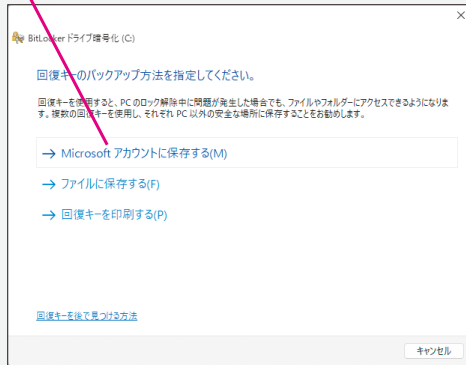 BitLocker ドライブ暗号化 (C:)
回復キーのバックアップ方法を指定してください。
回復キーを使用すると、PC のロック解除中に問題が発生した場合でも、ファイルやフォルダーにアクセスできるようになりま
す。複数の回復キーを使用し、それぞれ PC 以外の安全な場所に保存することをお勧めします。
→ Microsoft アカウントに保存する(M)
→ ファイルに保存する(F)
→ 回復キーを印刷する(P)
回復キーを後で見つける方法
キャンセル